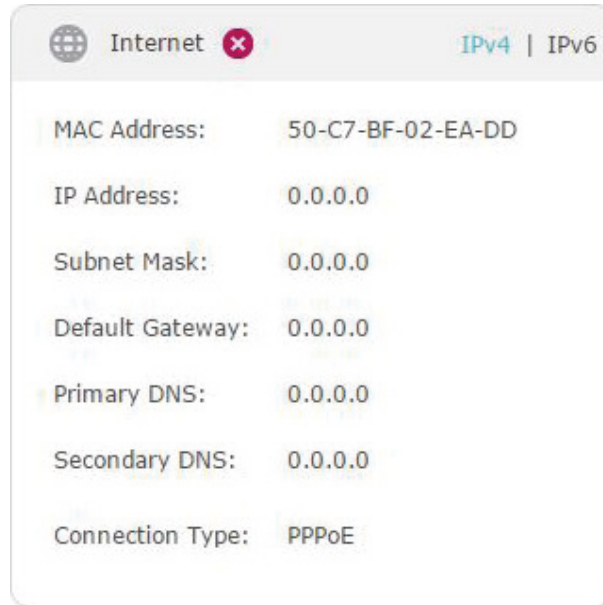 Internet IPv4 | IPv6
MAC Address: 50-C7-BF-02-EA-DD
IP Address: 0.0.0.0
Subnet Mask: 0.0.0.0
Default Gateway: 0.0.0.0
Primary DNS: 0.0.0.0
Secondary DNS: 0.0.0.0
Connection Type: PPPoE